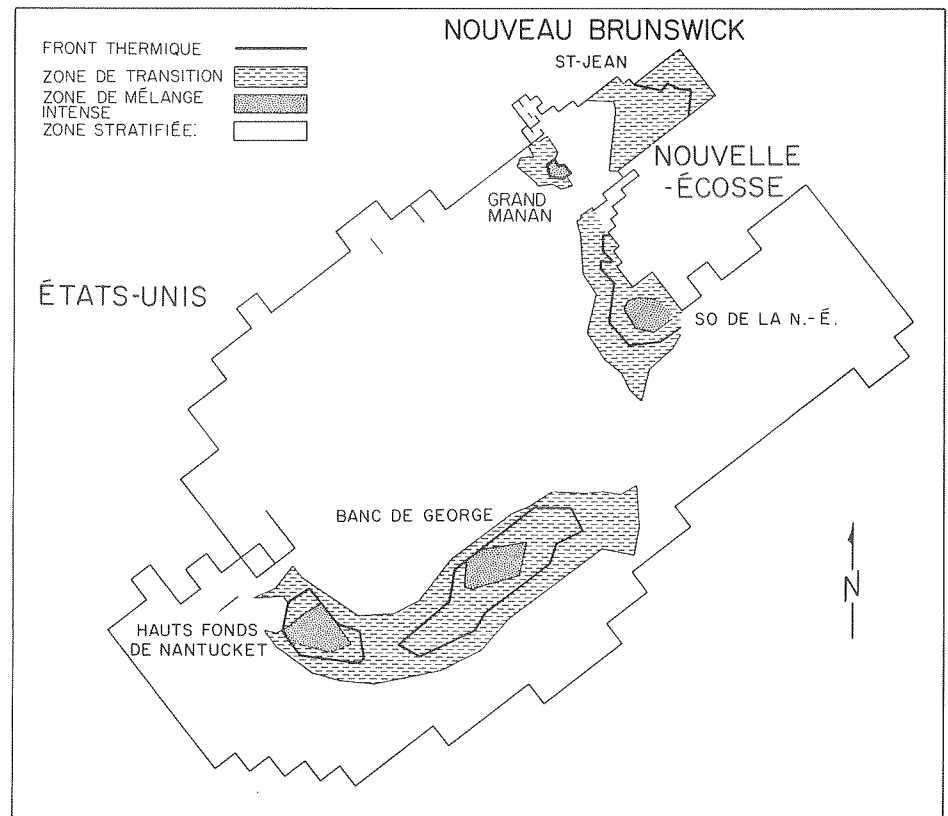 NOUVEAU BRUNSWICK
ST-JEAN
FRONT THERMIQUE
ZONE DE TRANSITION
ZONE DE MÉLANGE
INTENSE
ZONE STRATIFIÉE:
NOUVELLE
-ÉCOSSE
GRAND
MANAN
ÉTATS-UNIS
SO DE LA N.-É.
BANC DE GEORGE
N
HAUTS FONDS
DE NANTUCKET